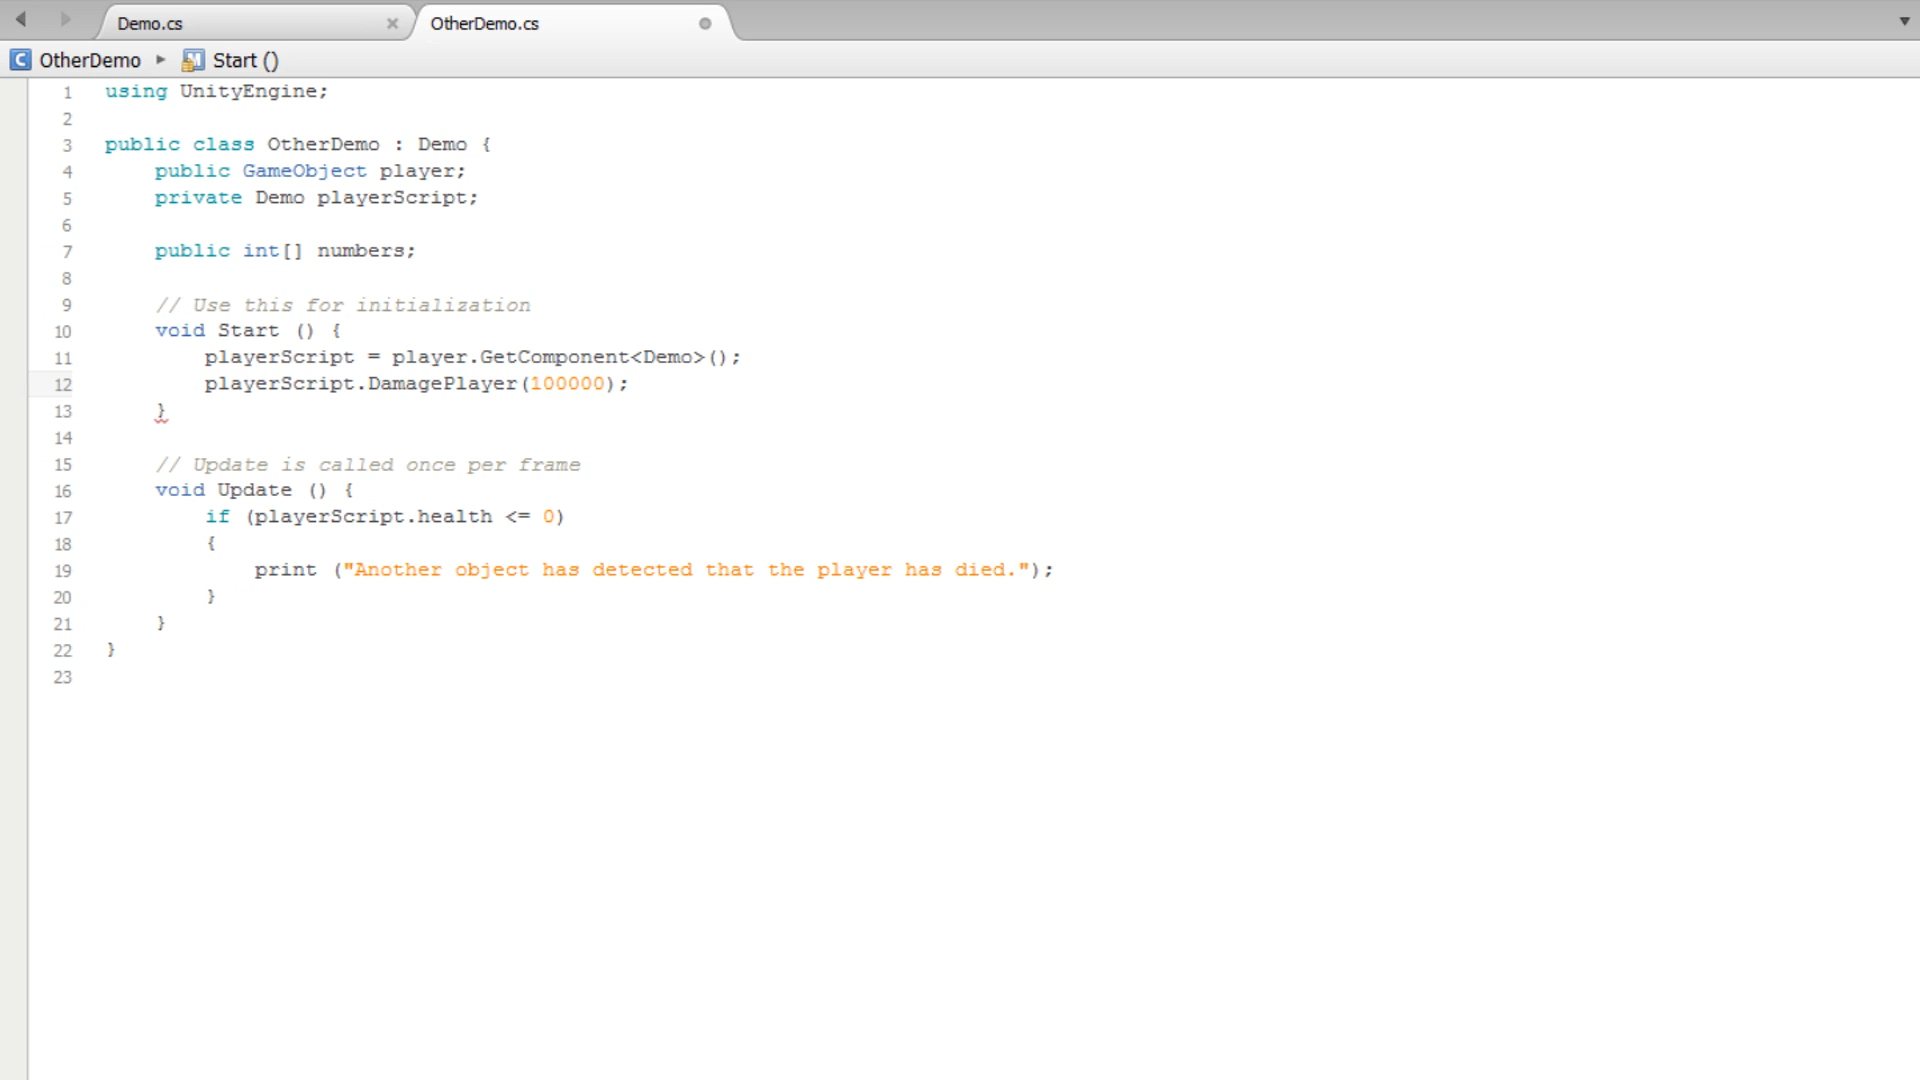 Demo.cs
OtherDemo.cs
OtherDemo ▸ Start ()
1 using UnityEngine;
2
3 public class OtherDemo : Demo {
4 public GameObject player;
5 private Demo playerScript;
6
7 public int[] numbers;
8
9 // Use this for initialization
10 void Start () {
11 playerScript = player.GetComponent<Demo>();
12 playerScript.DamagePlayer(100000);
13 }
14
15 // Update is called once per frame
16 void Update () {
17 if (playerScript.health <= 0)
18 {
19 print ("Another object has detected that the player has died.");
20 }
21 }
22 }
23